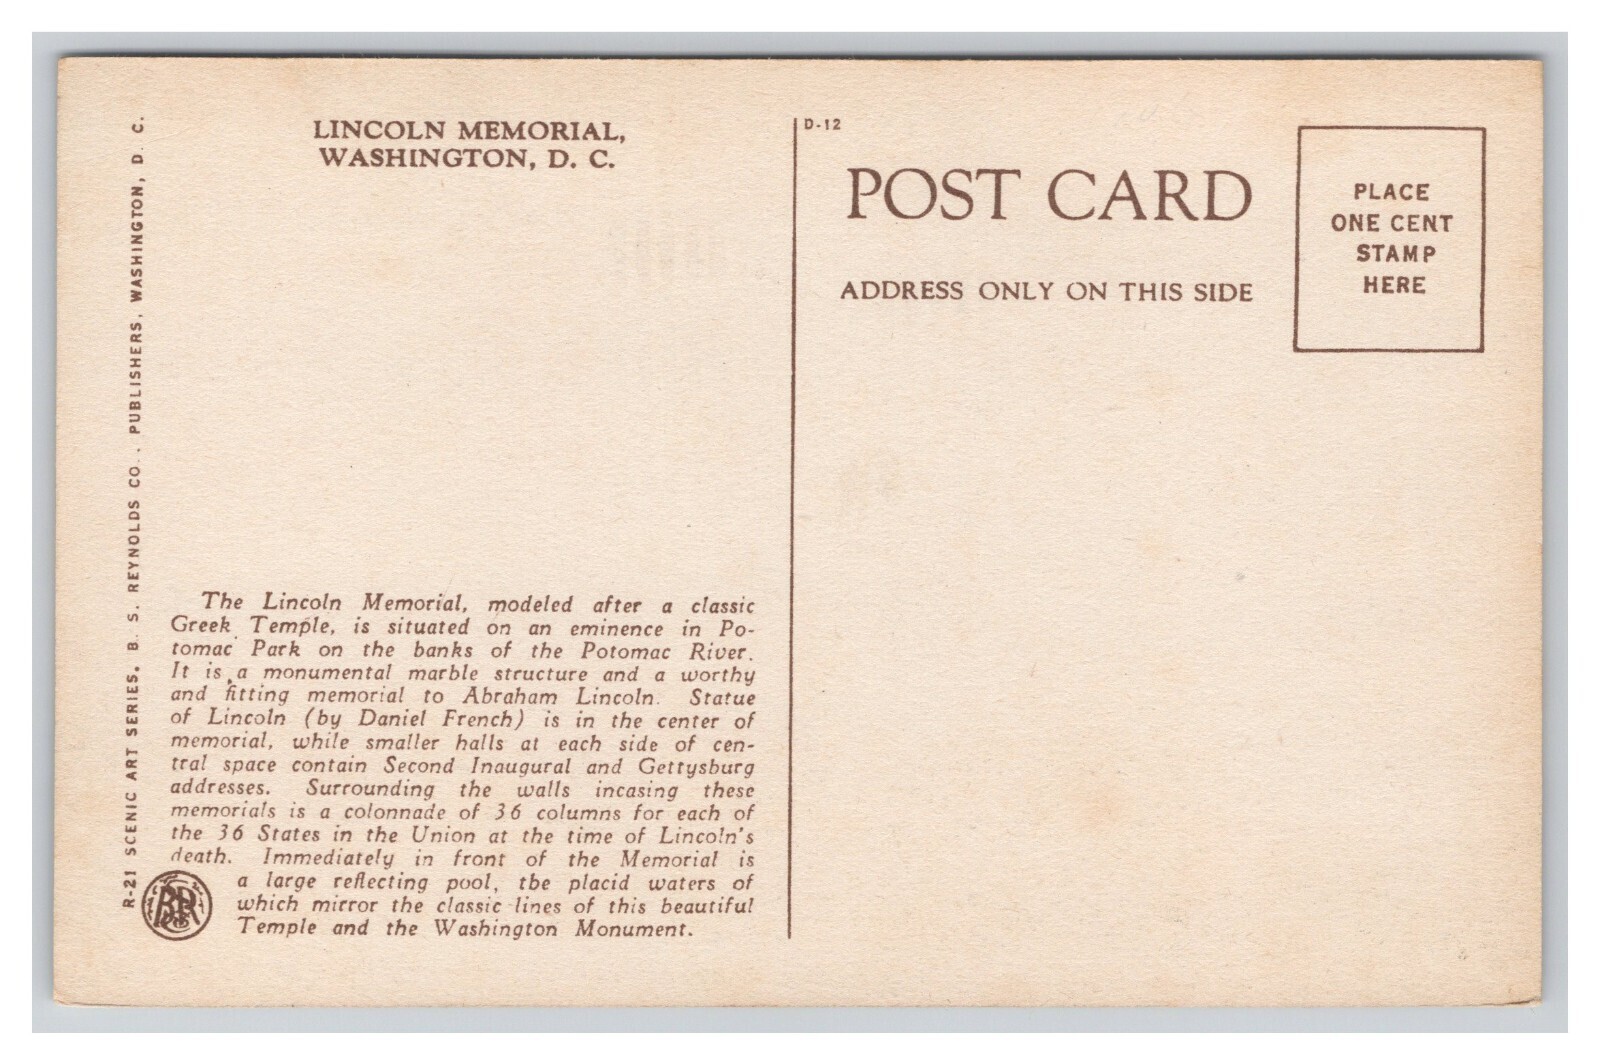 LINCOLN MEMORIAL,
WASHINGTON, D. C.
R-21 SCENIC ART SERIES. B. S. REYNOLDS CO., PUBLISHERS, WASHINGTON, D. C.
The Lincoln Memorial, modeled after a classic
Greek Temple, is situated on an eminence in Po-
tomac Park on the banks of the Potomac River.
It is a monumental marble structure and a worthy
and fitting memorial to Abraham Lincoln. Statue
of Lincoln (by Daniel French) is in the center of
memorial, while smaller halls at each side of cen-
tral space contain Second Inaugural and Gettysburg
addresses. Surrounding the walls incasing these
memorials is a colonnade of 36 columns for each of
the 36 States in the Union at the time of Lincoln's
death. Immediately in front of the Memorial is
a large reflecting pool, tbe placid waters of
which mirror the classic lines of this beautiful
Temple and the Washington Monument.
D-12
POST CARD
ADDRESS ONLY ON THIS SIDE
PLACE
ONE CENT
STAMP
HERE